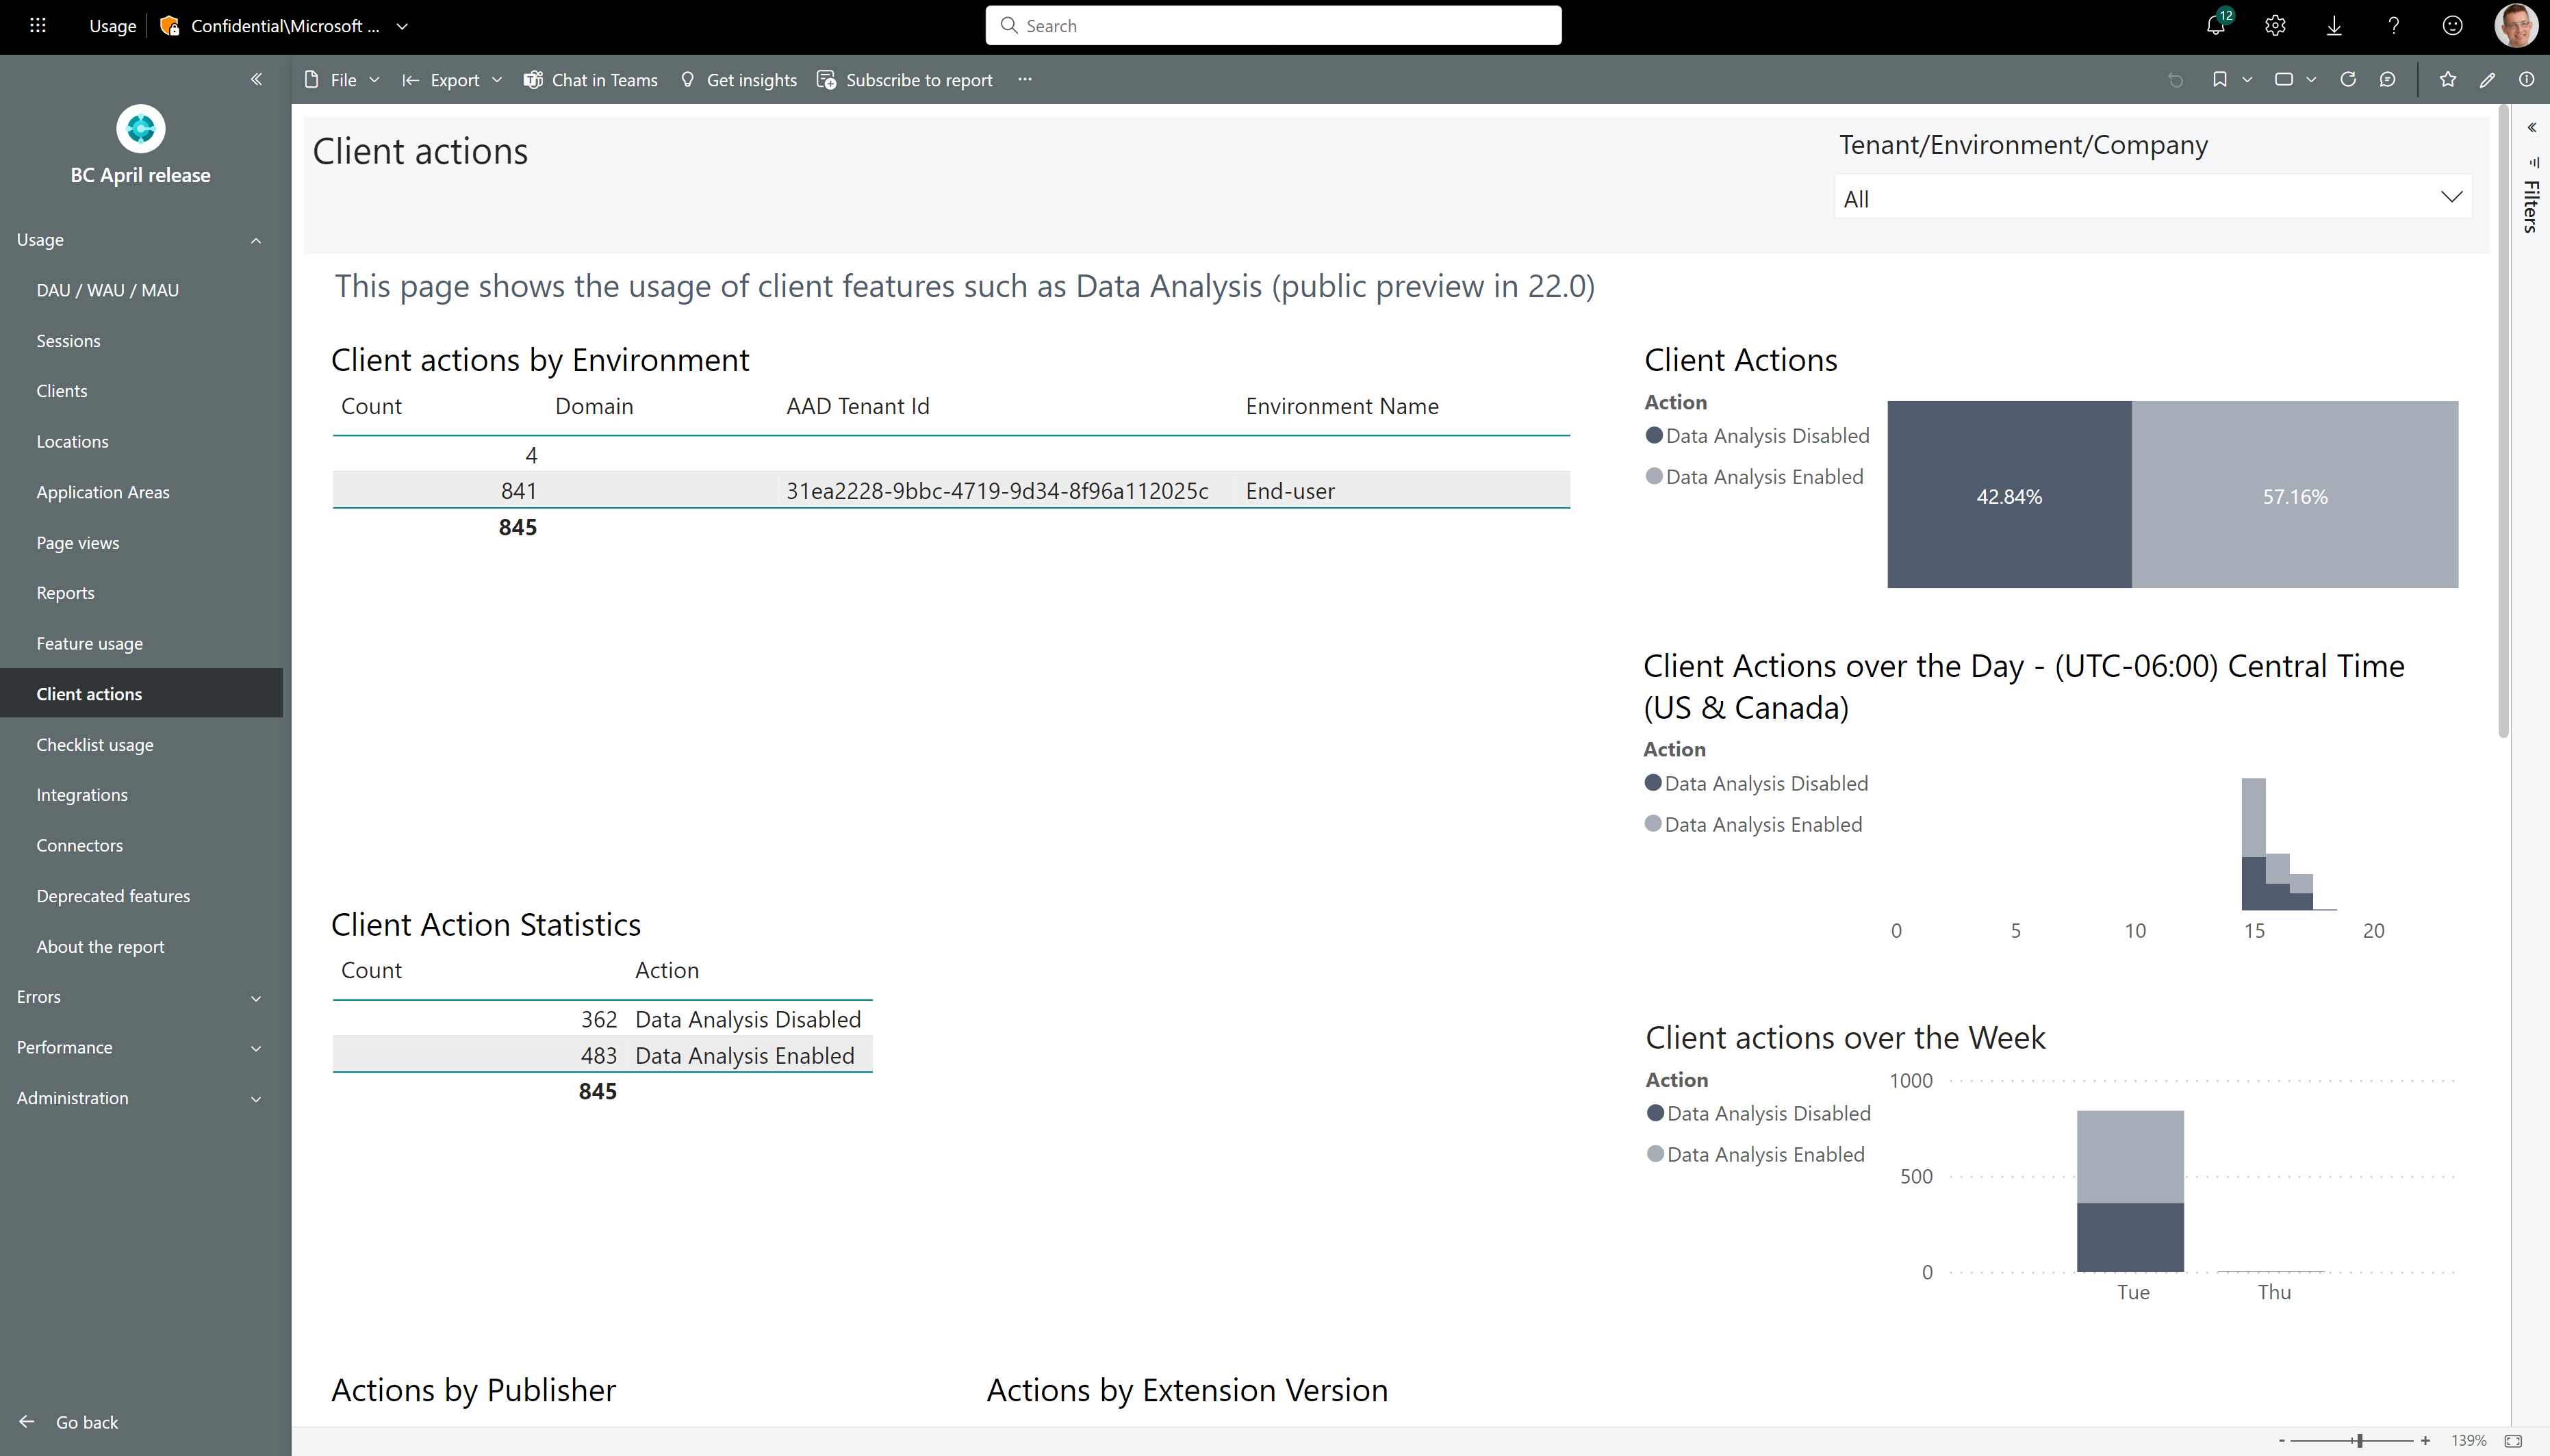 Usage
Confidential\Microsoft ...
Search
12
File
Export
Chat in Teams
Get insights
Subscribe to report
...
BC April release
Usage
DAU / WAU / MAU
Sessions
Clients
Locations
Application Areas
Page views
Reports
Feature usage
Client actions
Checklist usage
Integrations
Connectors
Deprecated features
About the report
Errors
Performance
Administration
Go back
Client actions
Tenant/Environment/Company
All
Filters
This page shows the usage of client features such as Data Analysis (public preview in 22.0)
Client actions by Environment
Count Domain AAD Tenant Id Environment Name
4
841 31ea2228-9bbc-4719-9d34-8f96a112025c End-user
845
Client Actions
Action
Data Analysis Disabled
Data Analysis Enabled
42.84% 57.16%
Client Actions over the Day - (UTC-06:00) Central Time
(US & Canada)
Action
Data Analysis Disabled
Data Analysis Enabled
0 5 10 15 20
Client Action Statistics
Count Action
362 Data Analysis Disabled
483 Data Analysis Enabled
845
Client actions over the Week
Action
Data Analysis Disabled
Data Analysis Enabled
1000
500
0
Tue Thu
Actions by Publisher
Actions by Extension Version
- + 139%